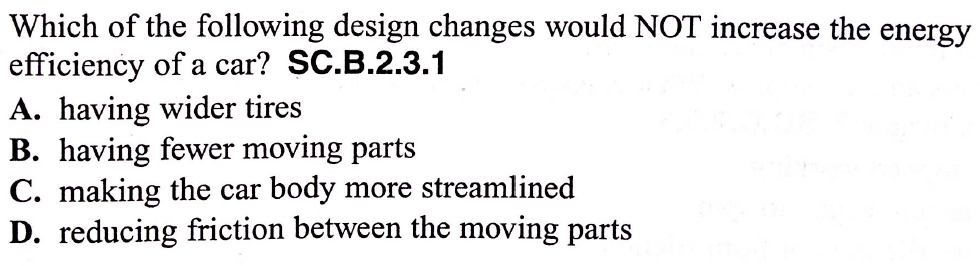 Which of the following design changes would NOT increase the energy
efficiency of a car? SC.B.2.3.1
A. having wider tires
B. having fewer moving parts
C. making the car body more streamlined
D. reducing friction between the moving parts